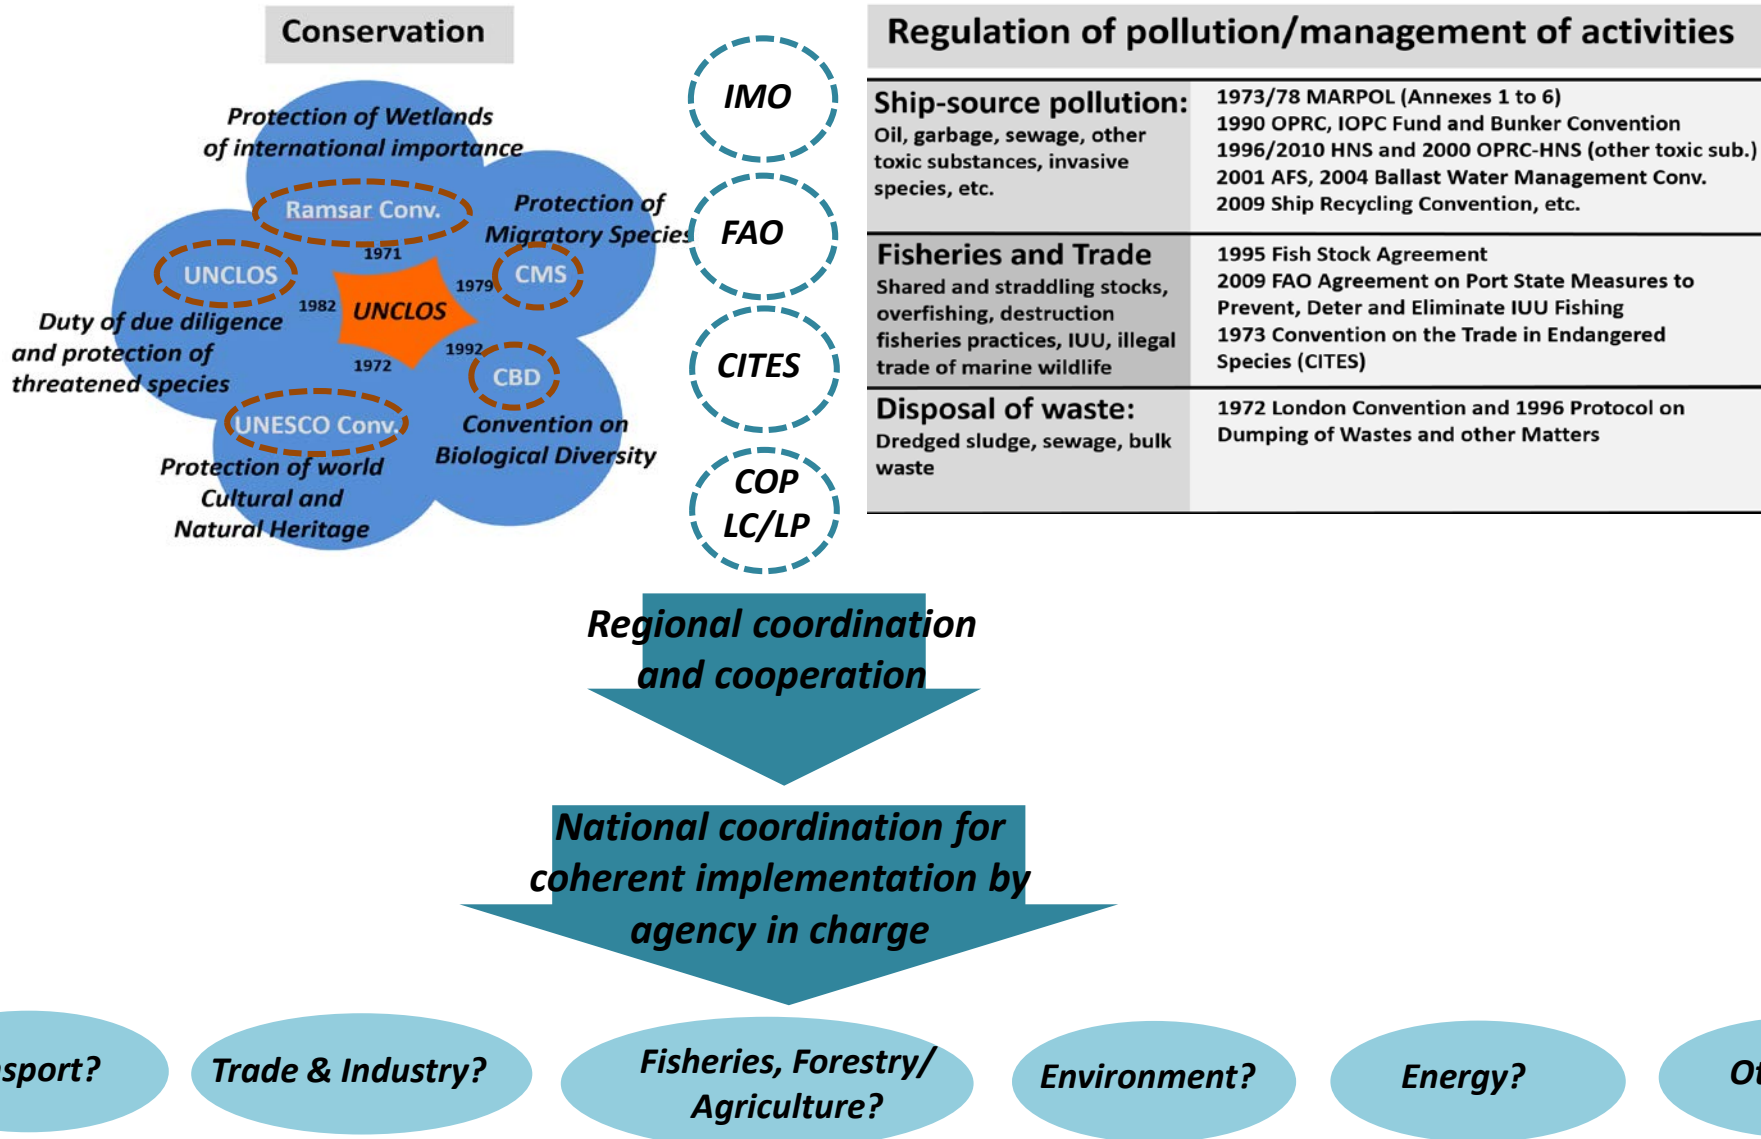 Conservation
Protection of Wetlands
of international importance
Ramsar Conv.
1971
Protection of
Migratory Species
CMS
1979
UNCLOS
1982
UNCLOS
Duty of due diligence
and protection of
threatened species
1972
1992
CBD
UNESCO Conv.
Convention on
Biological Diversity
Protection of world
Cultural and
Natural Heritage
IMO
FAO
CITES
COP
LC/LP
Regulation of pollution/management of activities
Ship-source pollution:
Oil, garbage, sewage, other
toxic substances, invasive
species, etc.
1973/78 MARPOL (Annexes 1 to 6)
1990 OPRC, IOPC Fund and Bunker Convention
1996/2010 HNS and 2000 OPRC-HNS (other toxic sub.)
2001 AFS, 2004 Ballast Water Management Conv.
2009 Ship Recycling Convention, etc.
Fisheries and Trade
Shared and straddling stocks,
overfishing, destruction
fisheries practices, IUU, illegal
trade of marine wildlife
1995 Fish Stock Agreement
2009 FAO Agreement on Port State Measures to
Prevent, Deter and Eliminate IUU Fishing
1973 Convention on the Trade in Endangered
Species (CITES)
Disposal of waste:
Dredged sludge, sewage, bulk
waste
1972 London Convention and 1996 Protocol on
Dumping of Wastes and other Matters
Regional coordination
and cooperation
National coordination for
coherent implementation by
agency in charge
sport?
Trade & Industry?
Fisheries, Forestry/
Agriculture?
Environment?
Energy?